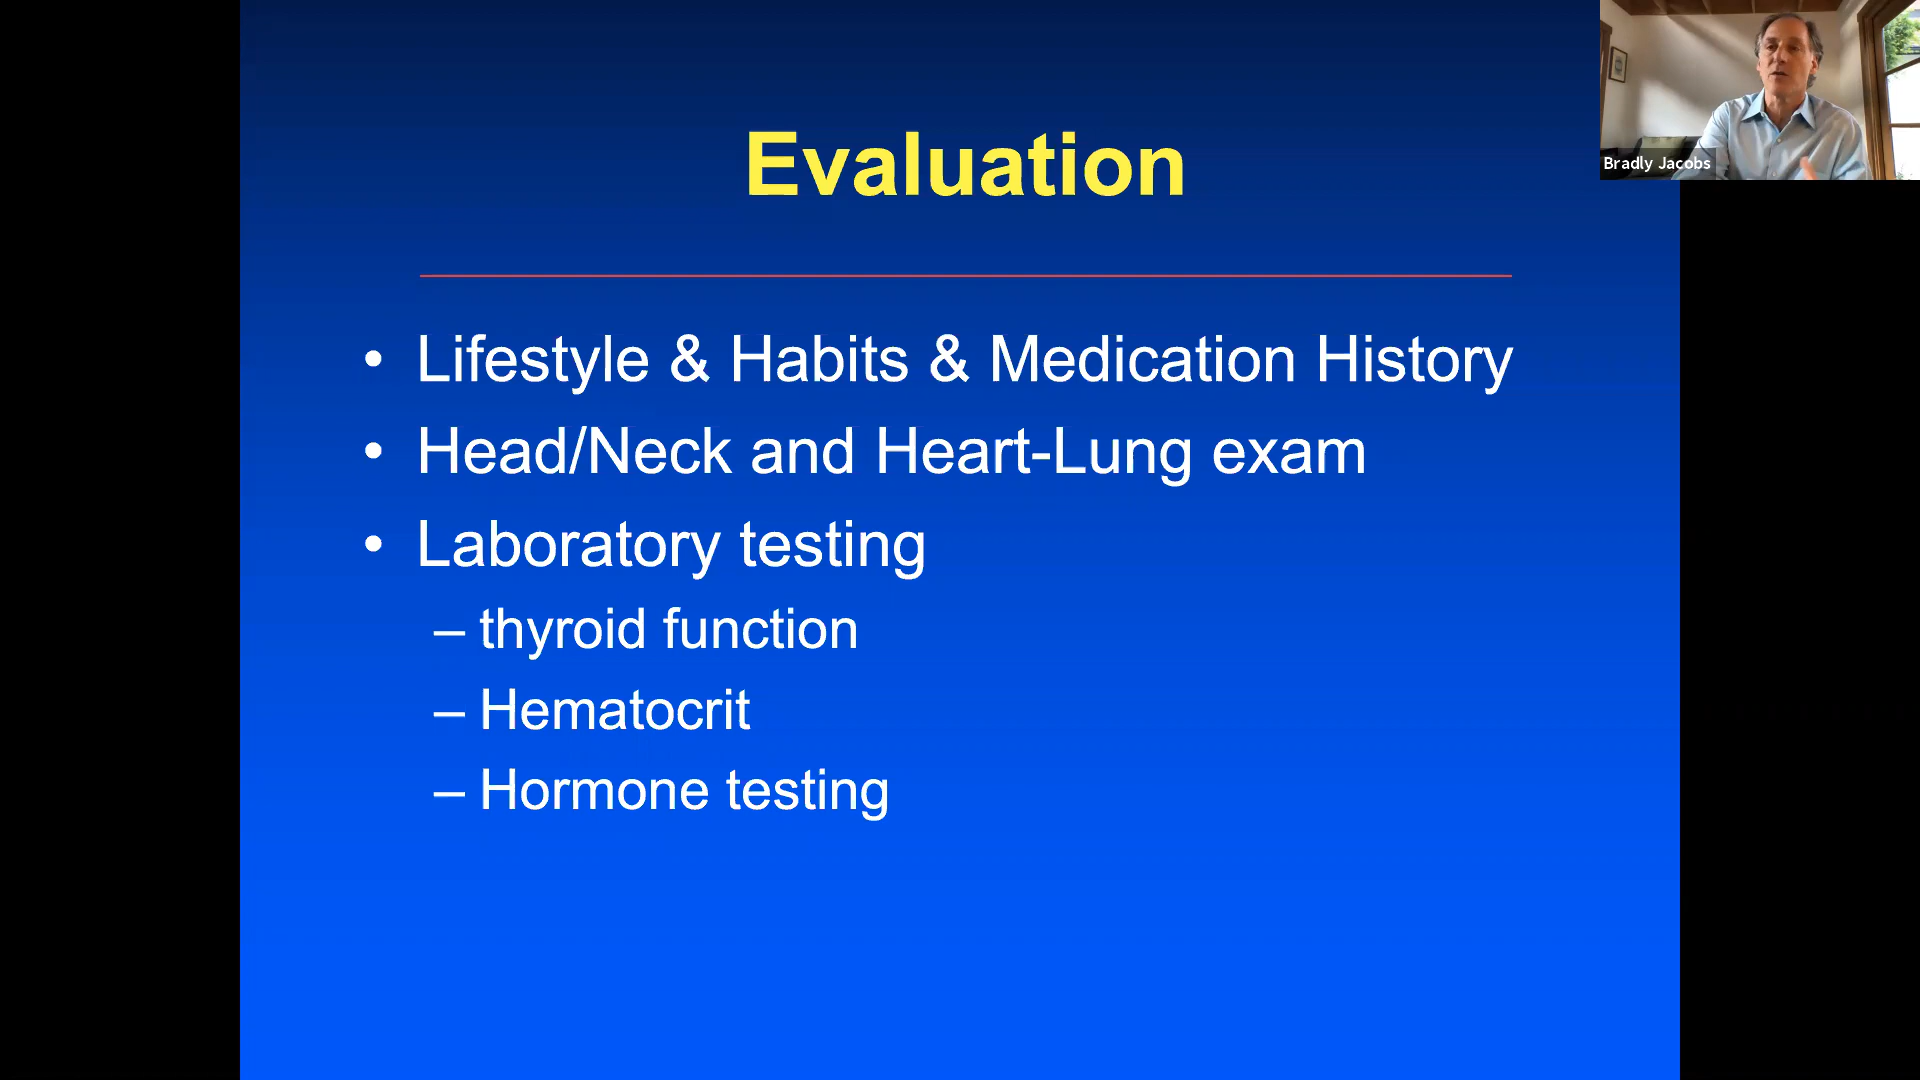 Evaluation
• Lifestyle & Habits & Medication History
• Head/Neck and Heart-Lung exam
• Laboratory testing
– thyroid function
– Hematocrit
– Hormone testing
Bradly Jacobs